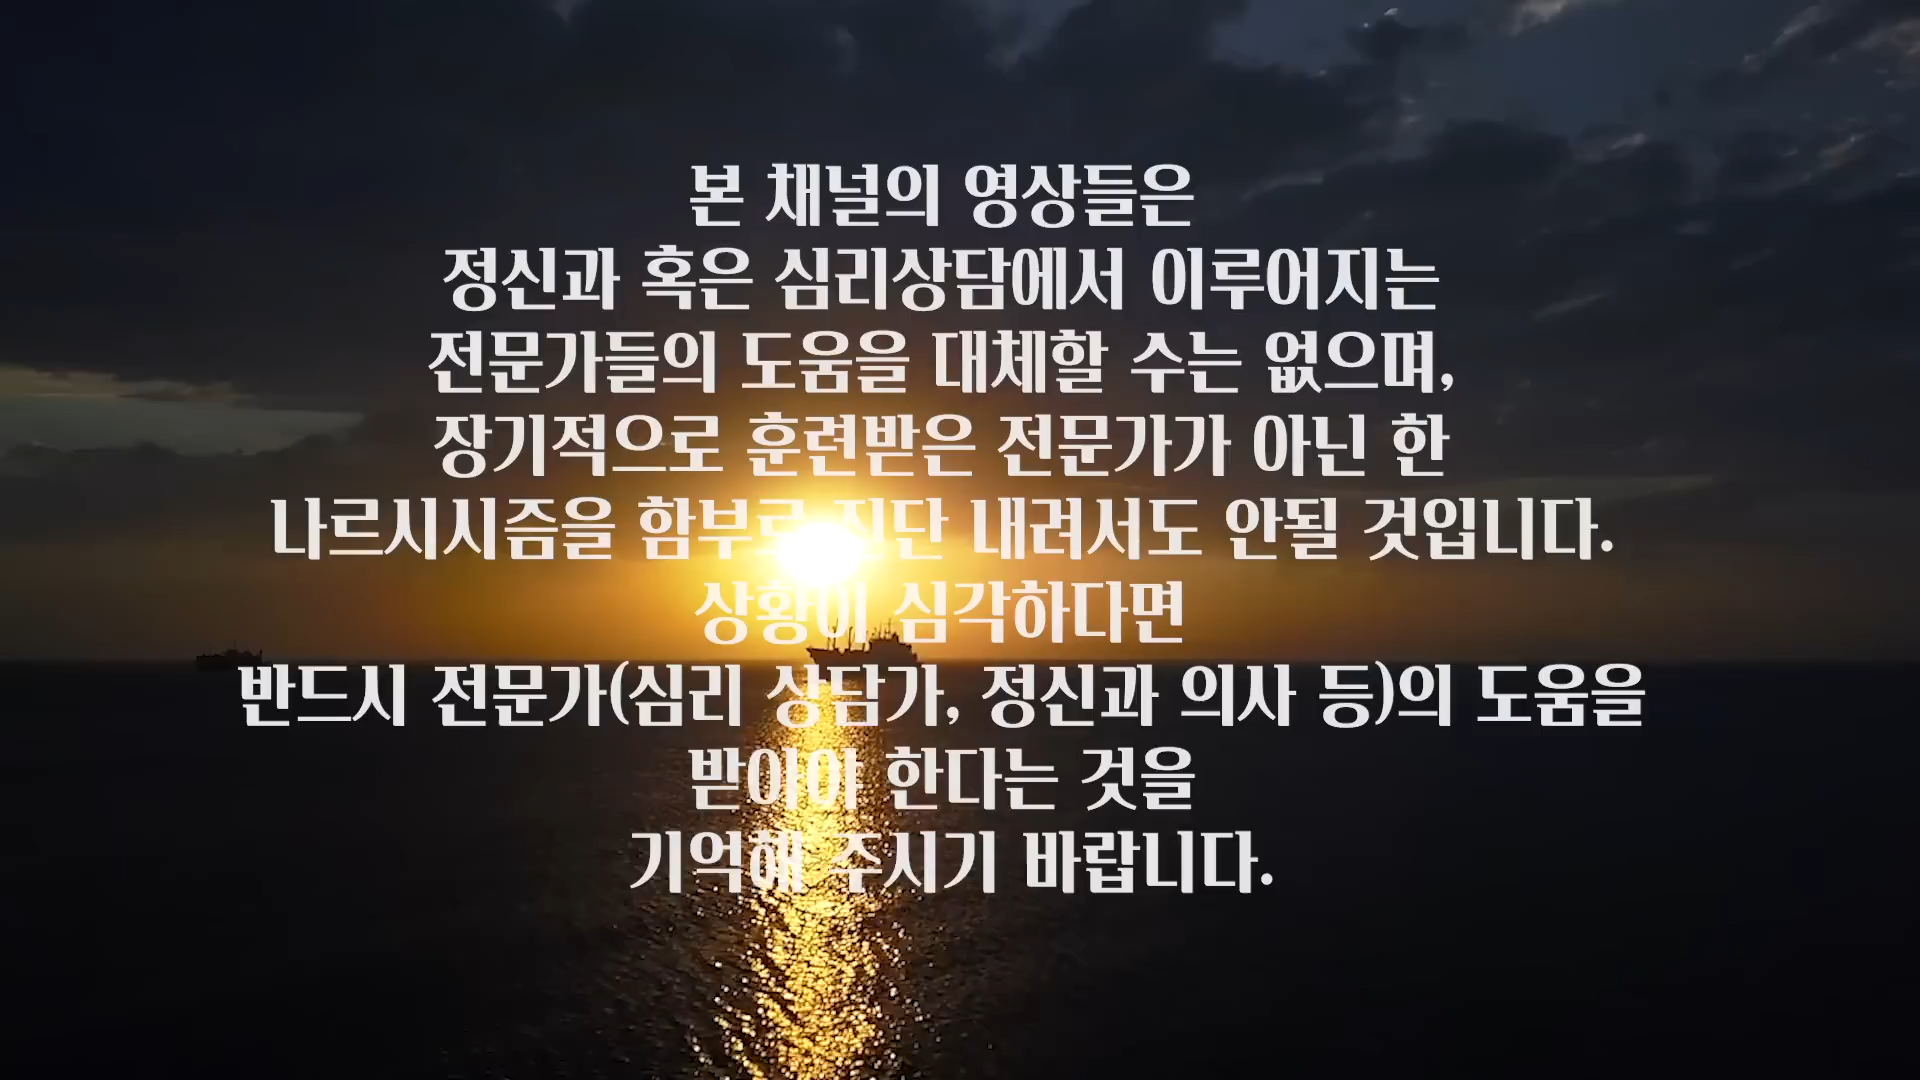 본 채널의 영상들은
정신과 혹은 심리상담에서 이루어지는
전문가들의 도움을 대체할 수는 없으며,
장기적으로 훈련받은 전문가가 아닌 한
나르시시즘을 함부로 진단 내려서도 안될 것입니다.
상황이 심각하다면
반드시 전문가(심리 상담가, 정신과 의사 등)의 도움을
받아야 한다는 것을
기억해 주시기 바랍니다.